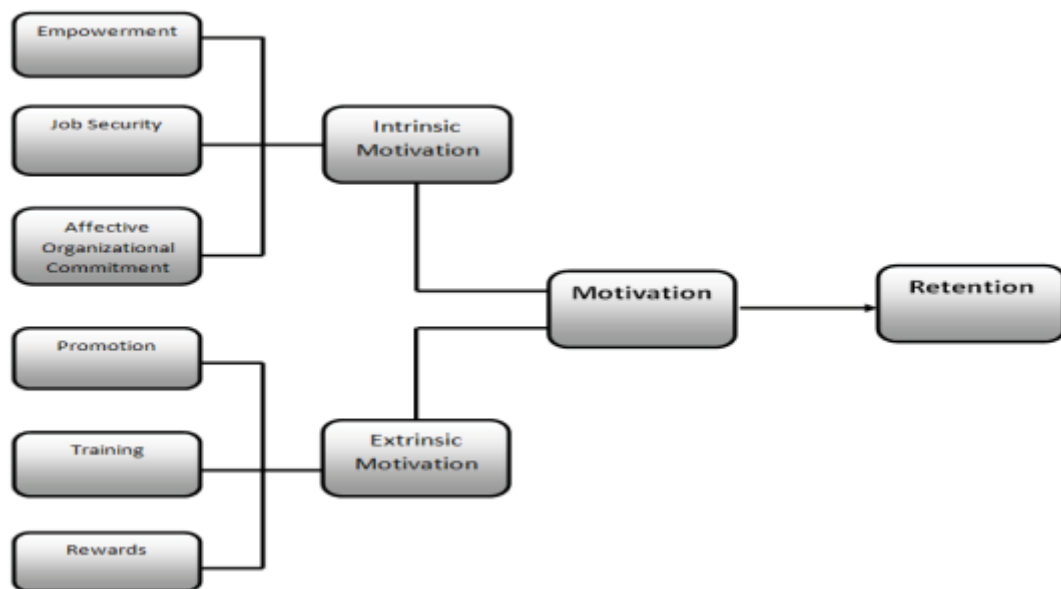 Empowerment
Job Security
Affective
Organizational
Commitment
Intrinsic
Motivation
Motivation
Retention
Promotion
Training
Rewards
Extrinsic
Motivation